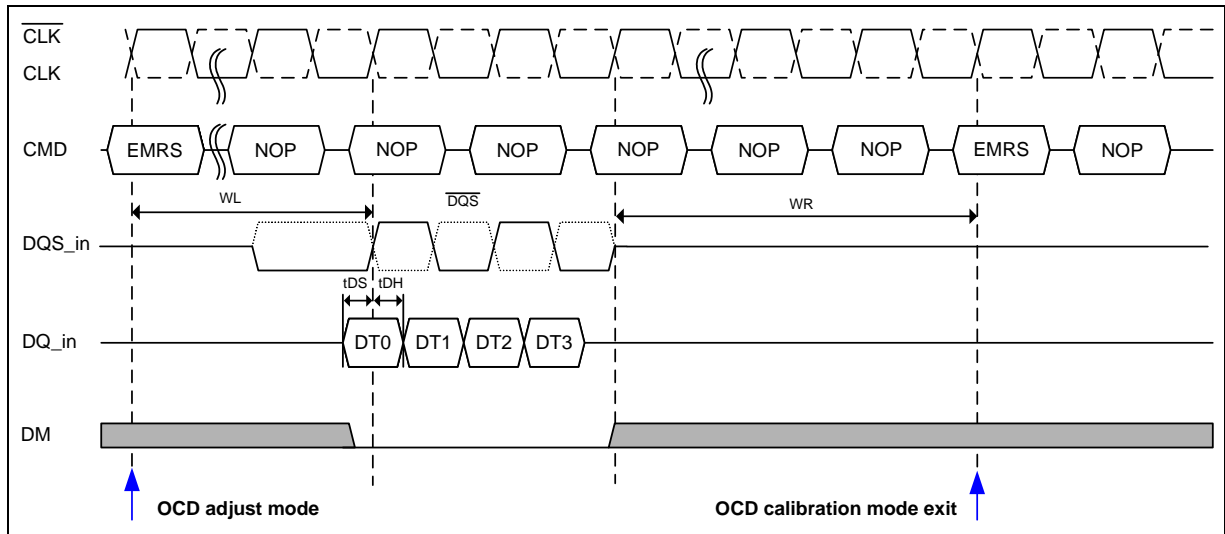 CLK
CLK
CMD EMRS NOP NOP NOP NOP NOP NOP EMRS NOP
WL DQS WR
DQS_in
tDS tDH
DQ_in DT0 DT1 DT2 DT3
DM
OCD adjust mode OCD calibration mode exit